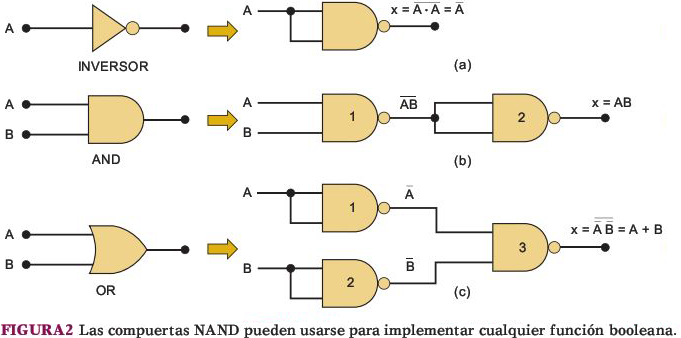 A
x = A̅·A̅ = A̅
A
INVERSOR
(a)
A
B
AND
A
B
1
A̅B̅
2
x = AB
(b)
A
B
OR
A
1
A̅
B
2
B̅
3
x = A̅ B̅ = A + B
(c)
FIGURA2 Las compuertas NAND pueden usarse para implementar cualquier función booleana.